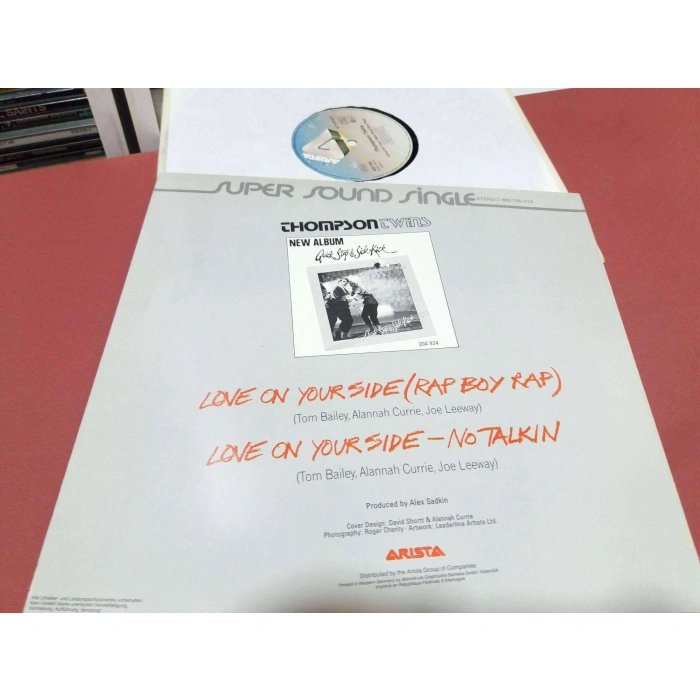 SAINTS
ARISTA
SUPER SOUND SINGLE
THOMPSON TWINS
NEW ALBUM
Quick Step & Side Kick
204 924
LOVE ON YOUR SIDE (RAP BOY RAP)
(Tom Bailey, Alannah Currie, Joe Leeway)
LOVE ON YOUR SIDE – NO TALKIN
(Tom Bailey, Alannah Currie, Joe Leeway)
Produced by Alex Sadkin
Cover Design: David Shortt & Alannah Currie
Photography: Roger Charity · Artwork: Leaderline Artists Ltd.
ARISTA
Distributed by the Ariola Group of Companies